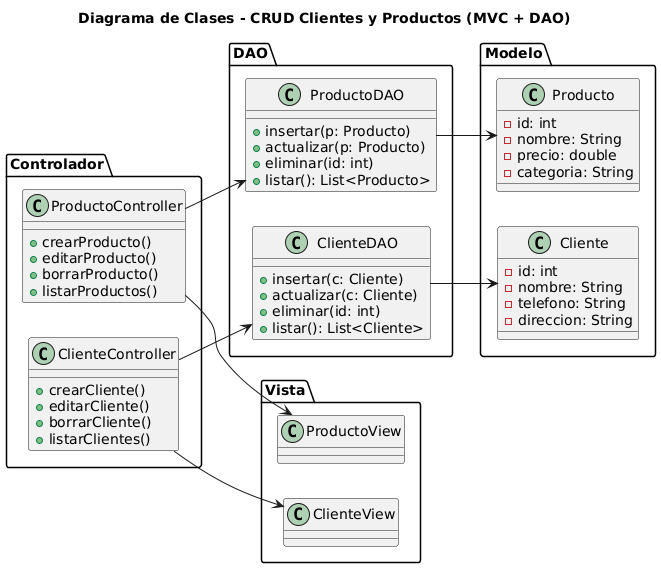 Diagrama de Clases - CRUD Clientes y Productos (MVC + DAO)
Controlador
C ProductoController
crearProducto()
editarProducto()
borrarProducto()
listarProductos()
C ClienteController
crearCliente()
editarCliente()
borrarCliente()
listarClientes()
DAO
C ProductoDAO
insertar(p: Producto)
actualizar(p: Producto)
eliminar(id: int)
listar(): List<Producto>
C ClienteDAO
insertar(c: Cliente)
actualizar(c: Cliente)
eliminar(id: int)
listar(): List<Cliente>
Modelo
C Producto
id: int
nombre: String
precio: double
categoria: String
C Cliente
id: int
nombre: String
telefono: String
direccion: String
Vista
C ProductoView
C ClienteView